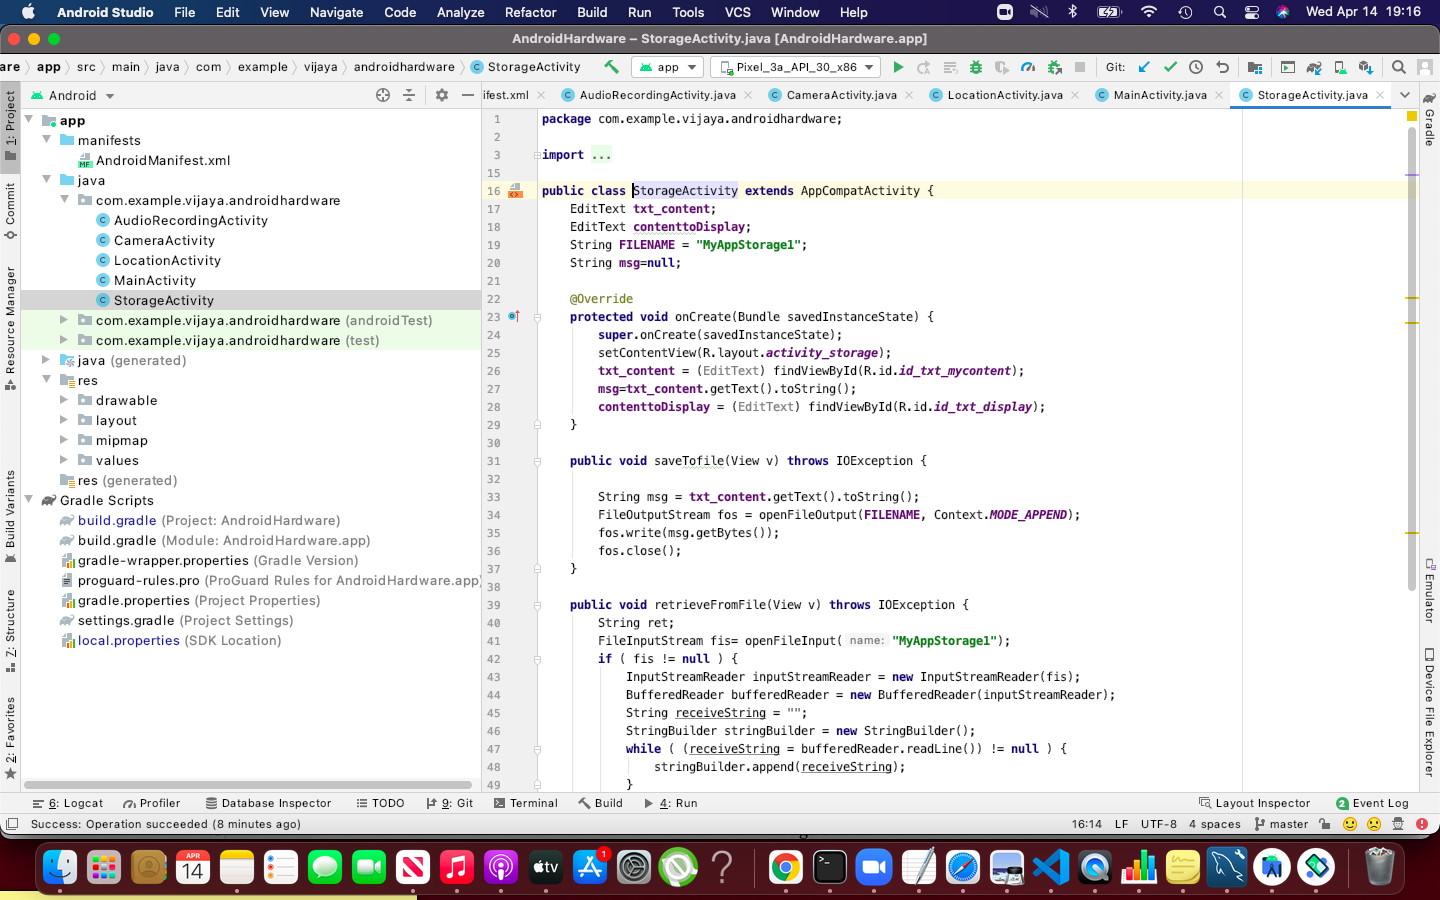 Android Studio File Edit View Navigate Code Analyze Refactor Build Run Tools VCS Window Help Wed Apr 14 19:16
AndroidHardware – StorageActivity.java [AndroidHardware.app]
are app src main java com example vijaya androidhardware StorageActivity app Pixel_3a_API_30_x86 Git:
Android
ifest.xml AudioRecordingActivity.java CameraActivity.java LocationActivity.java MainActivity.java StorageActivity.java
1: Project
Commit
Resource Manager
Build Variants
7: Structure
2: Favorites
app
manifests
AndroidManifest.xml
java
com.example.vijaya.androidhardware
AudioRecordingActivity
CameraActivity
LocationActivity
MainActivity
StorageActivity
com.example.vijaya.androidhardware (androidTest)
com.example.vijaya.androidhardware (test)
java (generated)
res
drawable
layout
mipmap
values
res (generated)
Gradle Scripts
build.gradle (Project: AndroidHardware)
build.gradle (Module: AndroidHardware.app)
gradle-wrapper.properties (Gradle Version)
proguard-rules.pro (ProGuard Rules for AndroidHardware.app)
gradle.properties (Project Properties)
settings.gradle (Project Settings)
local.properties (SDK Location)
1 package com.example.vijaya.androidhardware;
2
3 import ...
15
16 public class StorageActivity extends AppCompatActivity {
17 EditText txt_content;
18 EditText contenttoDisplay;
19 String FILENAME = "MyAppStorage1";
20 String msg=null;
21
22 @Override
23 protected void onCreate(Bundle savedInstanceState) {
24 super.onCreate(savedInstanceState);
25 setContentView(R.layout.activity_storage);
26 txt_content = (EditText) findViewById(R.id.id_txt_mycontent);
27 msg=txt_content.getText().toString();
28 contenttoDisplay = (EditText) findViewById(R.id.id_txt_display);
29 }
30
31 public void saveTofile(View v) throws IOException {
32
33 String msg = txt_content.getText().toString();
34 FileOutputStream fos = openFileOutput(FILENAME, Context.MODE_APPEND);
35 fos.write(msg.getBytes());
36 fos.close();
37 }
38
39 public void retrieveFromFile(View v) throws IOException {
40 String ret;
41 FileInputStream fis= openFileInput( name: "MyAppStorage1");
42 if ( fis != null ) {
43 InputStreamReader inputStreamReader = new InputStreamReader(fis);
44 BufferedReader bufferedReader = new BufferedReader(inputStreamReader);
45 String receiveString = "";
46 StringBuilder stringBuilder = new StringBuilder();
47 while ( (receiveString = bufferedReader.readLine()) != null ) {
48 stringBuilder.append(receiveString);
49 }
Gradle
Emulator
Device File Explorer
6: Logcat Profiler Database Inspector TODO 9: Git Terminal Build 4: Run Layout Inspector 2 Event Log
Success: Operation succeeded (8 minutes ago) 16:14 LF UTF-8 4 spaces master
APR
14
tv
1